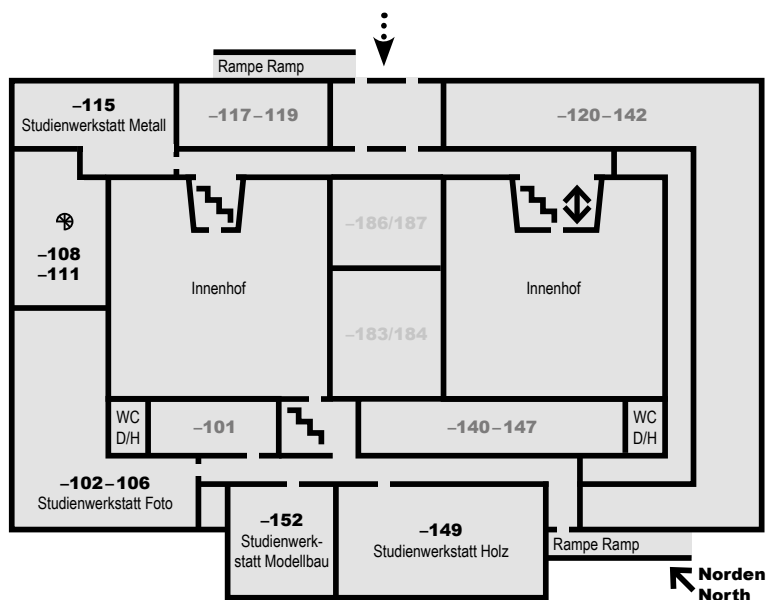 Rampe Ramp
–115
Studienwerkstatt Metall
–117–119
–120–142
–186/187
–108
–111
Innenhof
Innenhof
–183/184
WC
D/H
–101
–140–147
WC
D/H
–102–106
Studienwerkstatt Foto
–152
Studienwerk-
statt Modellbau
–149
Studienwerkstatt Holz
Rampe Ramp
Norden
North